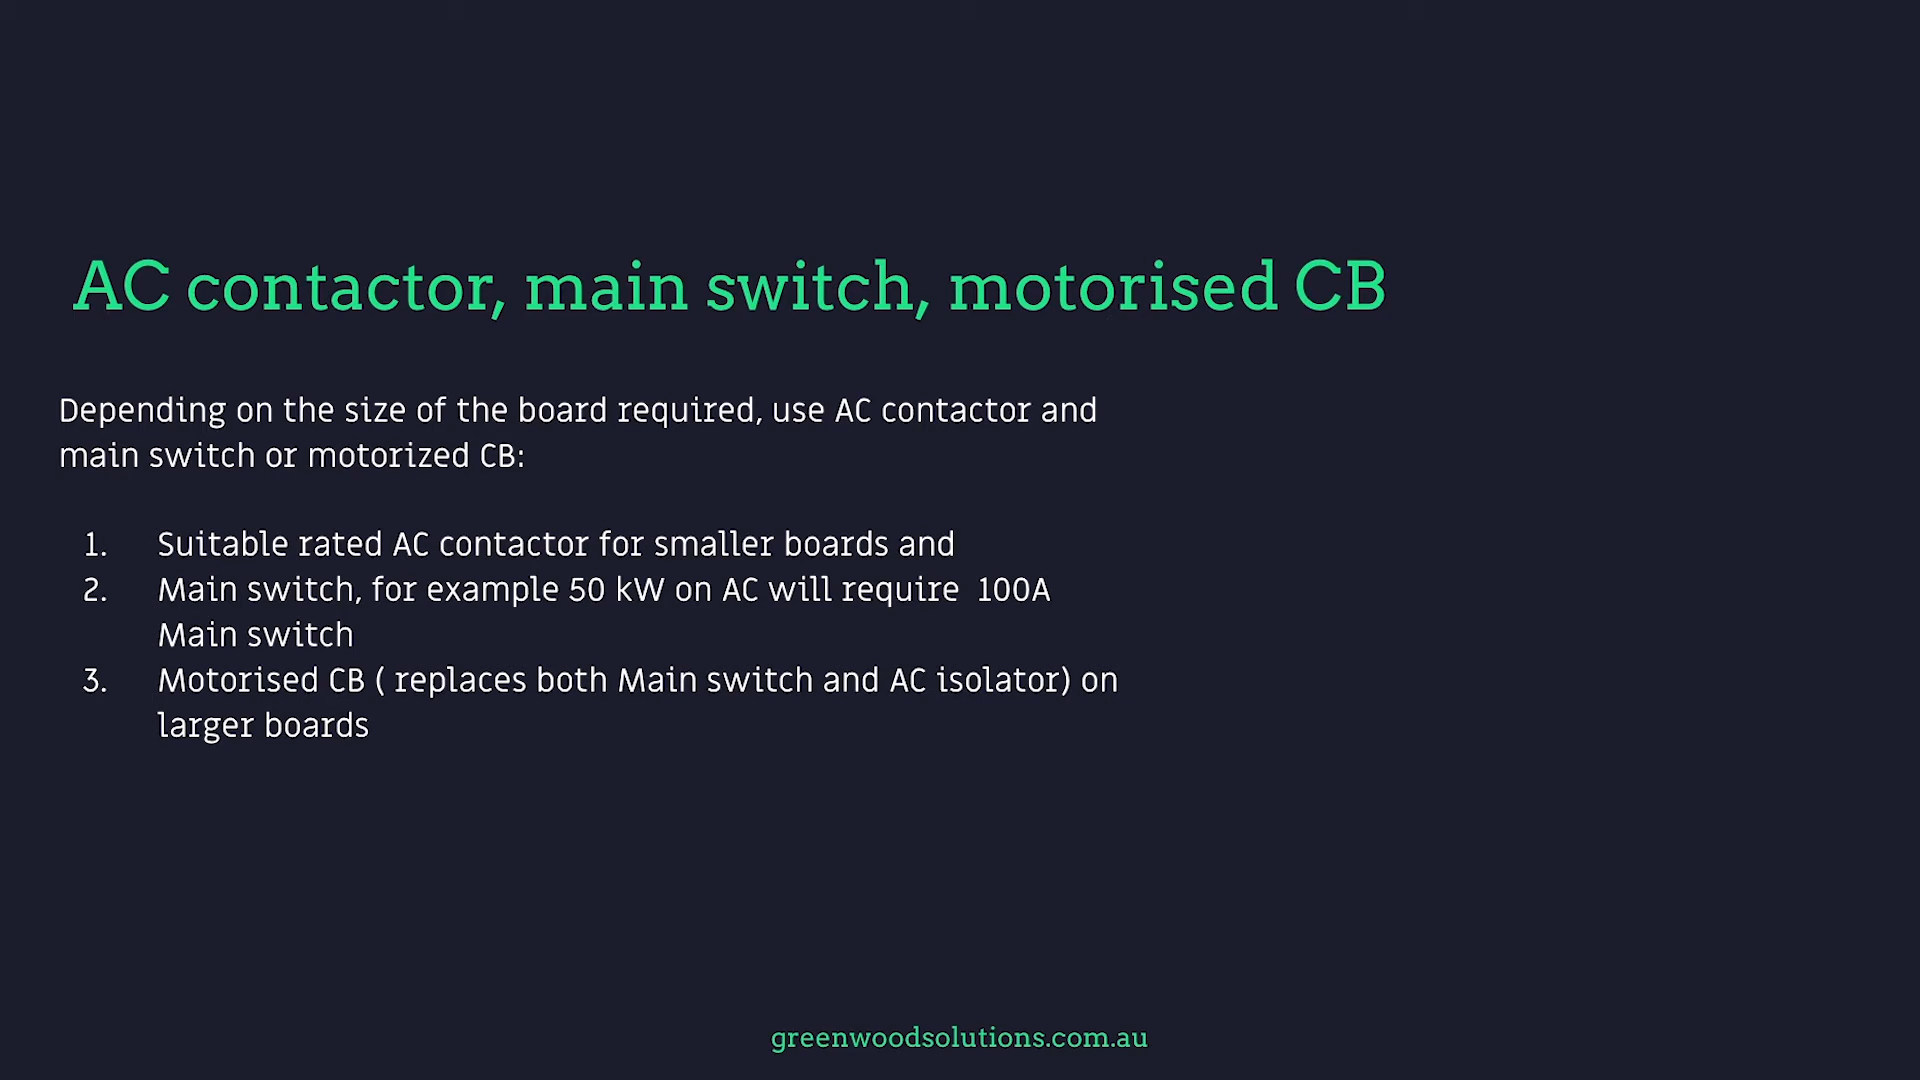 AC contactor, main switch, motorised CB
Depending on the size of the board required, use AC contactor and
main switch or motorized CB:
1. Suitable rated AC contactor for smaller boards and
2. Main switch, for example 50 kW on AC will require  100A
Main switch
3. Motorised CB ( replaces both Main switch and AC isolator) on
larger boards
greenwoodsolutions.com.au